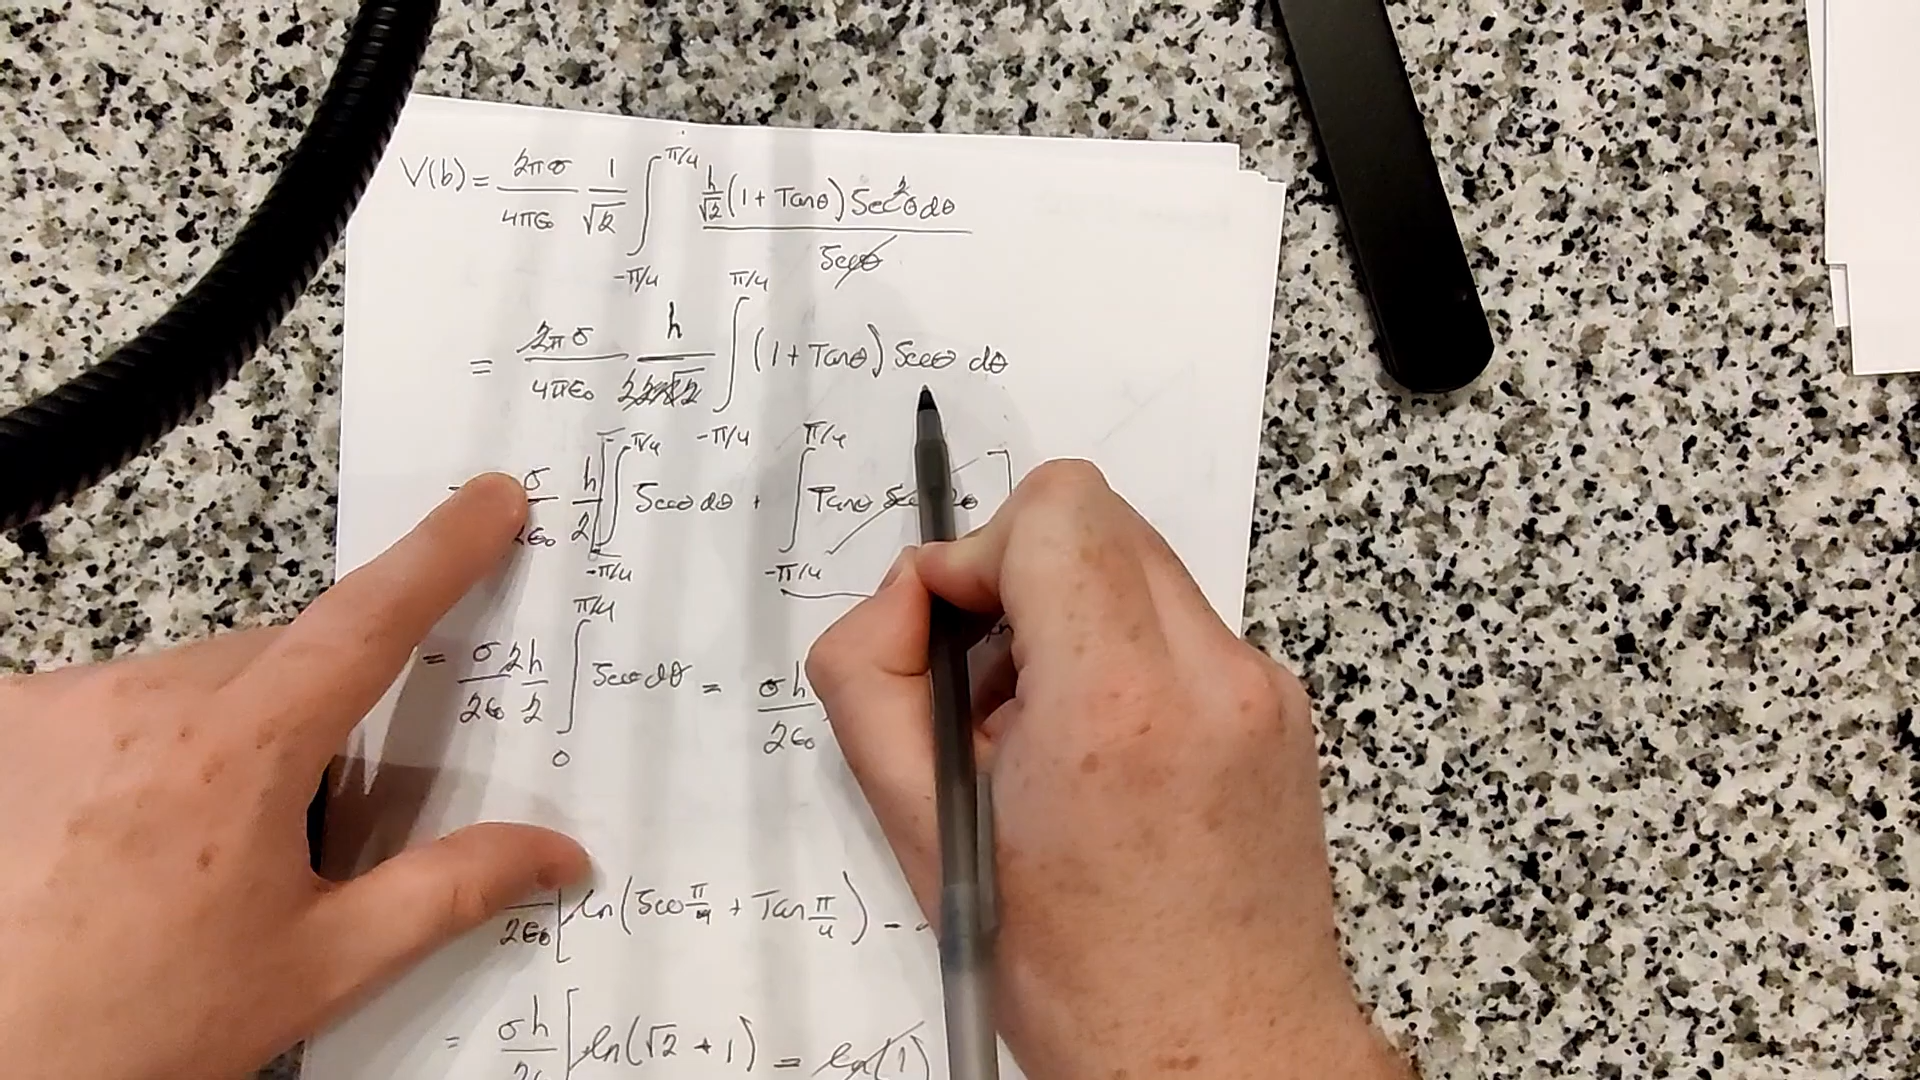 V(b) = 2πσ/4πε₀ 1/√2 ∫_{-π/4}^{π/4} h/√2 (1 + Tanθ) Sec²θ dθ / Secθ
= 2πσ/4πε₀ h/2 ∫_{-π/4}^{π/4} (1 + Tanθ) Secθ dθ
σ/2ε₀ h/2 [∫_{-π/4}^{π/4} Secθ dθ + ∫_{-π/4}^{π/4} Tanθ dθ]
= σ/2ε₀ 2h/2 ∫_{0}^{π/4} Secθ dθ = σh/2ε₀
2ε₀ [ln(Sec π/4 + Tan π/4) -
= σh/2ε₀ [ln(√2 + 1) = ln(1)